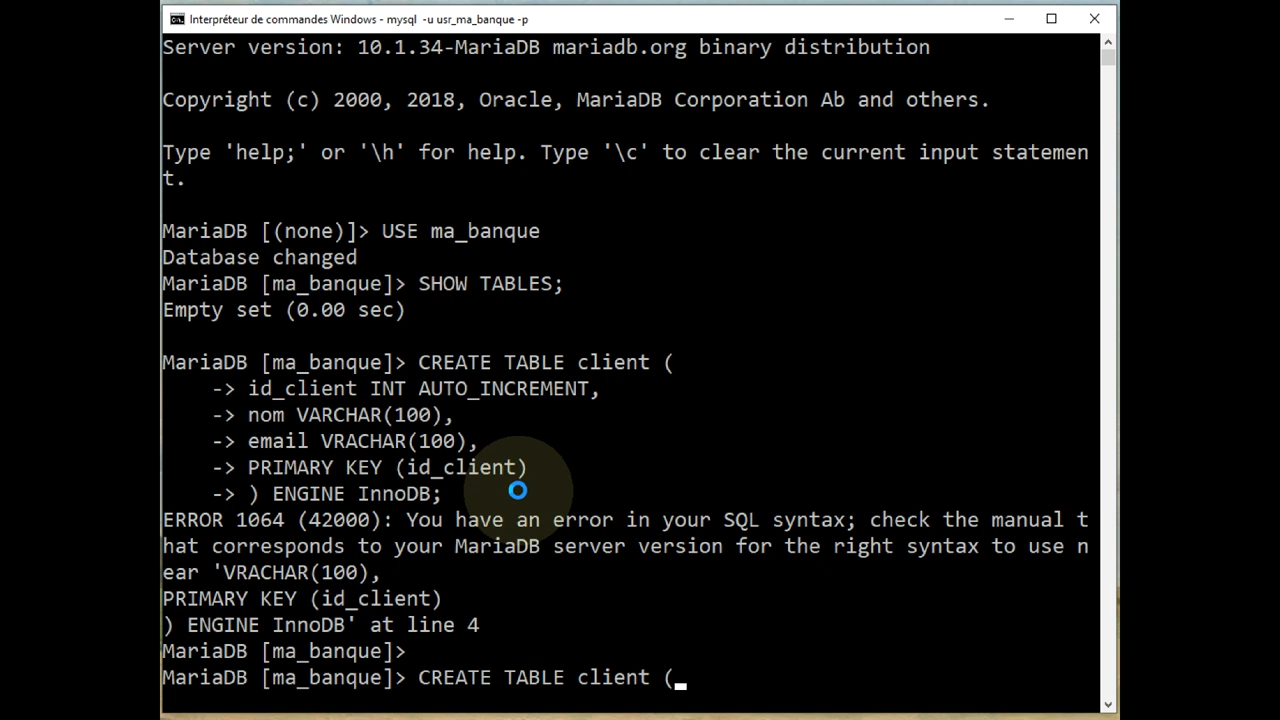 Interpréteur de commandes Windows - mysql -u usr_ma_banque -p
Server version: 10.1.34-MariaDB mariadb.org binary distribution
Copyright (c) 2000, 2018, Oracle, MariaDB Corporation Ab and others.
Type 'help;' or '\h' for help. Type '\c' to clear the current input statemen
t.
MariaDB [(none)]> USE ma_banque
Database changed
MariaDB [ma_banque]> SHOW TABLES;
Empty set (0.00 sec)
MariaDB [ma_banque]> CREATE TABLE client (
-> id_client INT AUTO_INCREMENT,
-> nom VARCHAR(100),
-> email VRACHAR(100),
-> PRIMARY KEY (id_client)
-> ) ENGINE InnoDB;
ERROR 1064 (42000): You have an error in your SQL syntax; check the manual t
hat corresponds to your MariaDB server version for the right syntax to use n
ear 'VRACHAR(100),
PRIMARY KEY (id_client)
) ENGINE InnoDB' at line 4
MariaDB [ma_banque]>
MariaDB [ma_banque]> CREATE TABLE client (